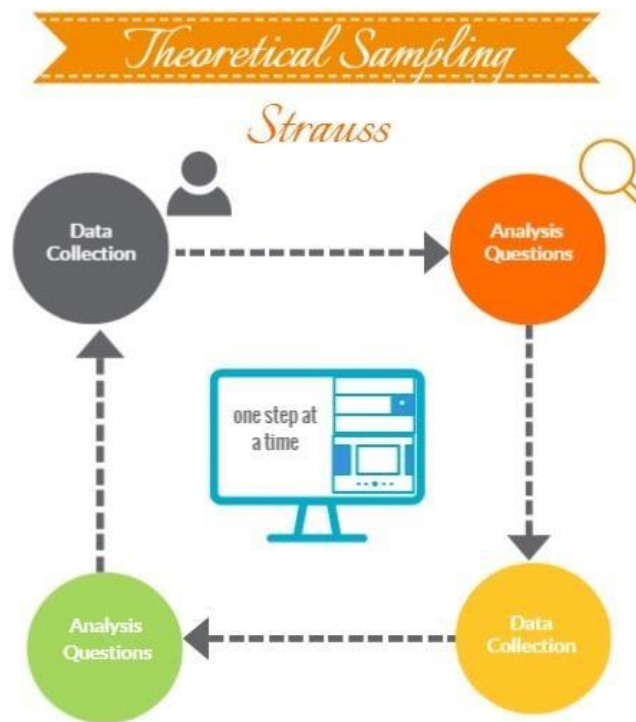 Theoretical Sampling
Strauss
Data
Collection
Analysis
Questions
one step at
a time
Analysis
Questions
Data
Collection